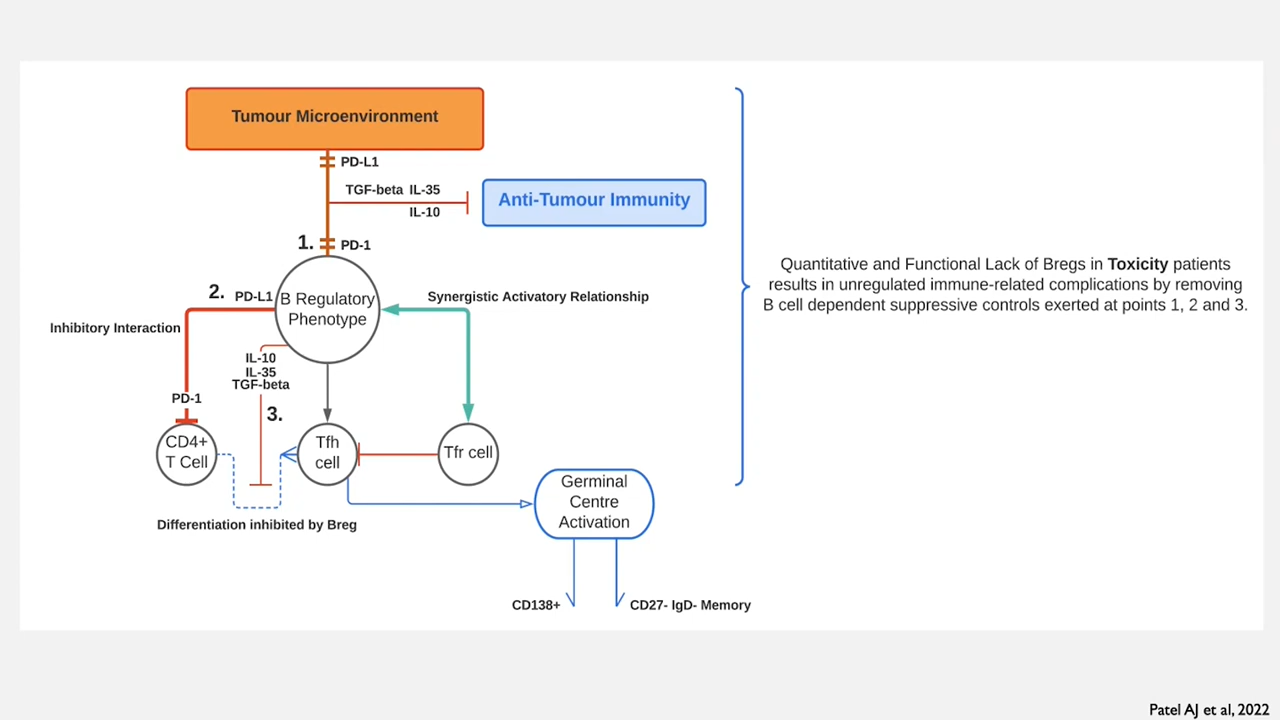 Tumour Microenvironment
PD-L1
TGF-beta IL-35
IL-10
Anti-Tumour Immunity
1.
PD-1
2.
PD-L1
B Regulatory
Phenotype
Synergistic Activatory Relationship
Inhibitory Interaction
IL-10
IL-35
TGF-beta
PD-1
3.
CD4+
T Cell
Tfh
cell
Tfr cell
Differentiation inhibited by Breg
Germinal
Centre
Activation
CD138+
CD27- IgD- Memory
Quantitative and Functional Lack of Bregs in Toxicity patients
results in unregulated immune-related complications by removing
B cell dependent suppressive controls exerted at points 1, 2 and 3.
Patel AJ et al, 2022